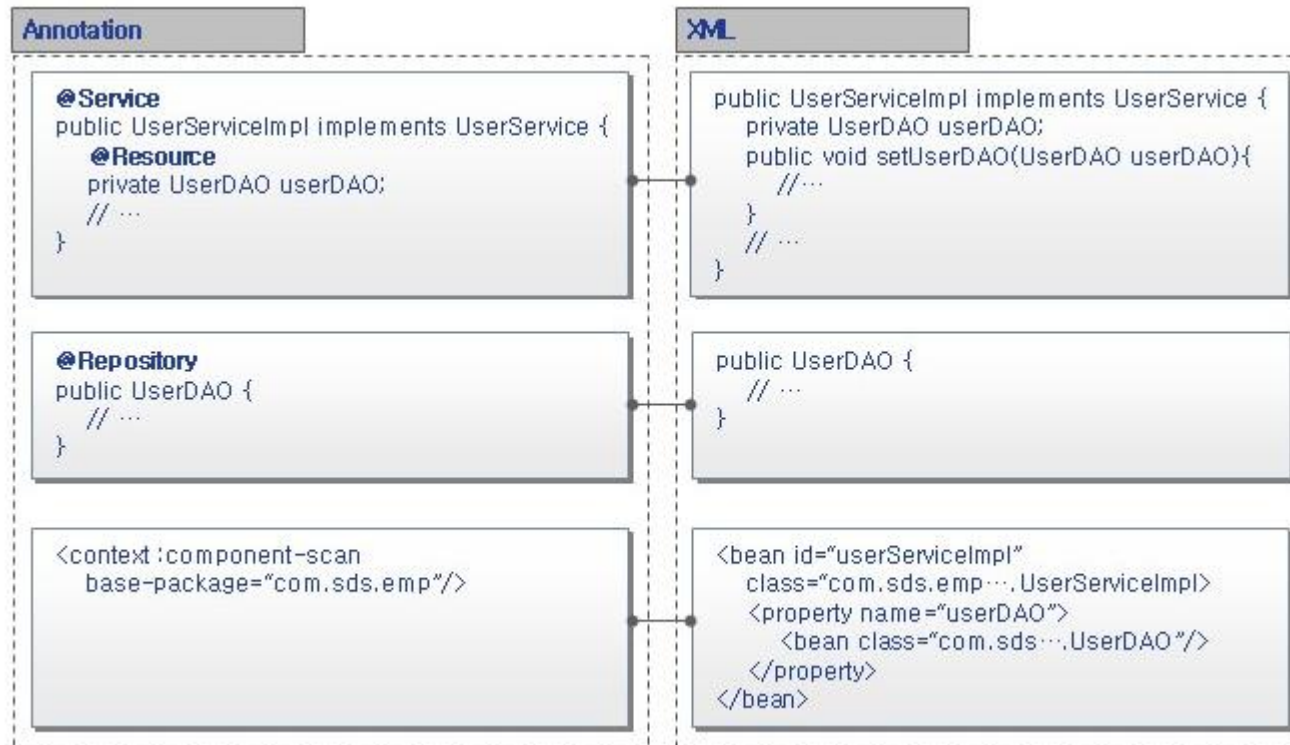 Annotation
@Service
public UserServiceImpl implements UserService {
@Resource
private UserDAO userDAO;
// ...
}
@Repository
public UserDAO {
// ...
}
<context:component-scan
base-package="com.sds.emp"/>
XML
public UserServiceImpl implements UserService {
private UserDAO userDAO;
public void setUserDAO(UserDAO userDAO){
//...
}
// ...
}
public UserDAO {
// ...
}
<bean id="userServiceImpl"
class="com.sds.emp....UserServiceImpl>
<property name="userDAO">
<bean class="com.sds....UserDAO"/>
</property>
</bean>